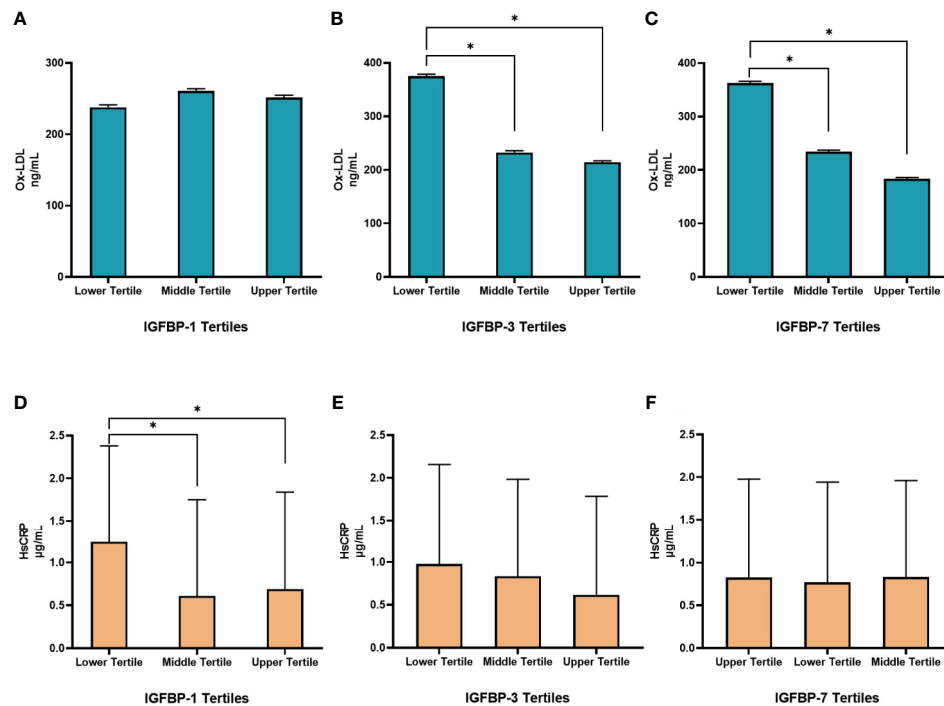 A
300
200
100
0
Ox-LDL
ng/mL
Lower Tertile Middle Tertile Upper Tertile
IGFBP-1 Tertiles
B
*
*
400
300
200
100
0
Ox-LDL
ng/mL
Lower Tertile Middle Tertile Upper Tertile
IGFBP-3 Tertiles
C
*
*
400
300
200
100
0
Ox-LDL
ng/mL
Lower Tertile Middle Tertile Upper Tertile
IGFBP-7 Tertiles
D
*
*
2.5
2.0
1.5
1.0
0.5
0.0
HsCRP
µg/mL
Lower Tertile Middle Tertile Upper Tertile
IGFBP-1 Tertiles
E
2.5
2.0
1.5
1.0
0.5
0.0
HsCRP
µg/mL
Lower Tertile Middle Tertile Upper Tertile
IGFBP-3 Tertiles
F
2.5
2.0
1.5
1.0
0.5
0.0
HsCRP
µg/mL
Upper Tertile Lower Tertile Middle Tertile
IGFBP-7 Tertiles